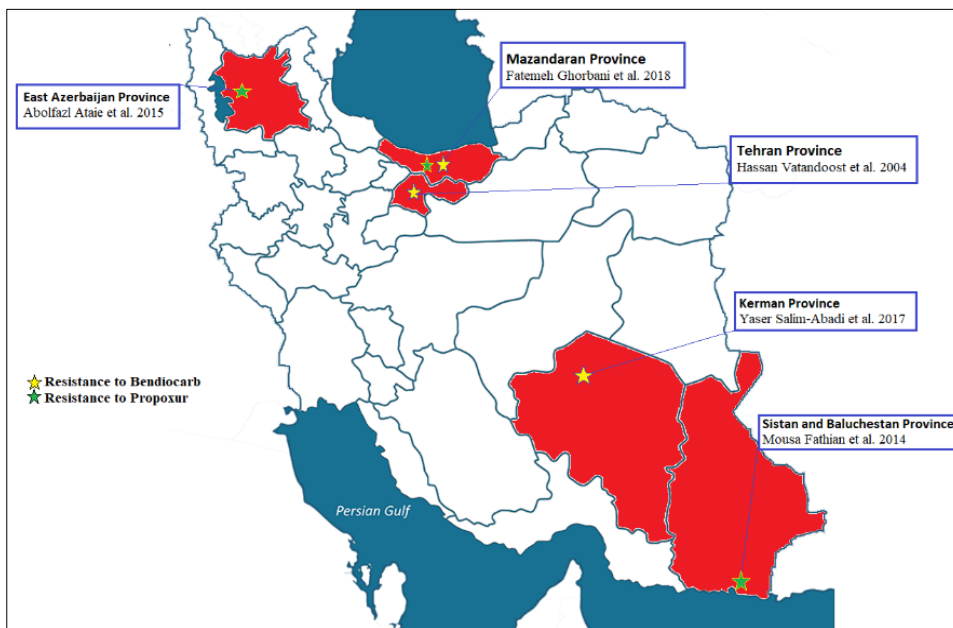 Mazandaran Province
Fatemeh Ghorbani et al. 2018
East Azerbaijan Province
Abolfazl Ataie et al. 2015
Tehran Province
Hassan Vatandoost et al. 2004
Kerman Province
Yaser Salim-Abadi et al. 2017
Resistance to Bendiocarb
Resistance to Propoxur
Sistan and Baluchestan Province
Mousa Fathian et al. 2014
Persian Gulf